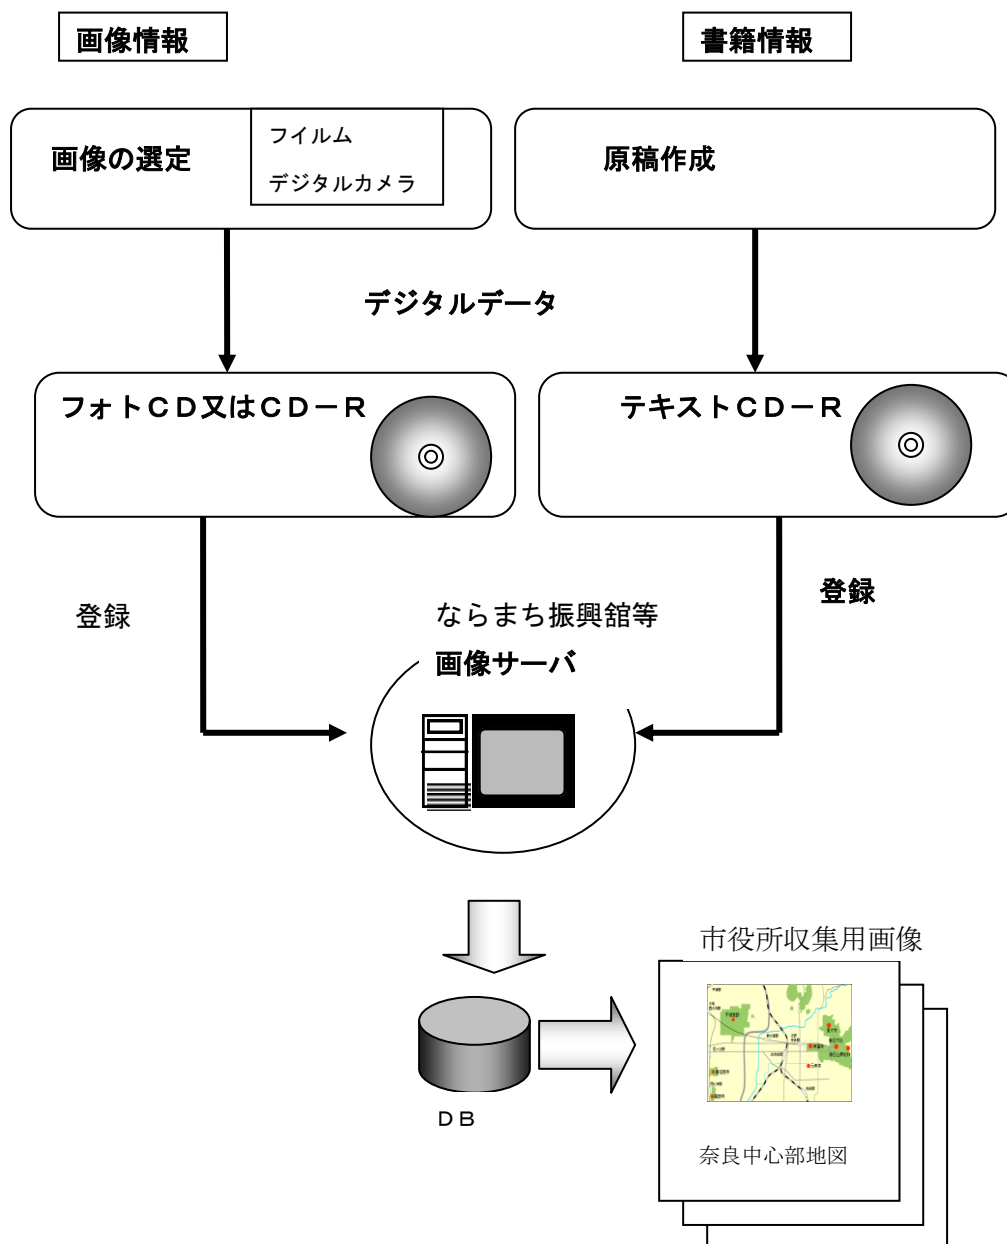 画像情報
書籍情報
画像の選定
フイルム
デジタルカメラ
原稿作成
デジタルデータ
フォトCD又はCD－R
テキストCD－R
登録
登録
ならまち振興舘等
画像サーバ
市役所収集用画像
DB
奈良中心部地図